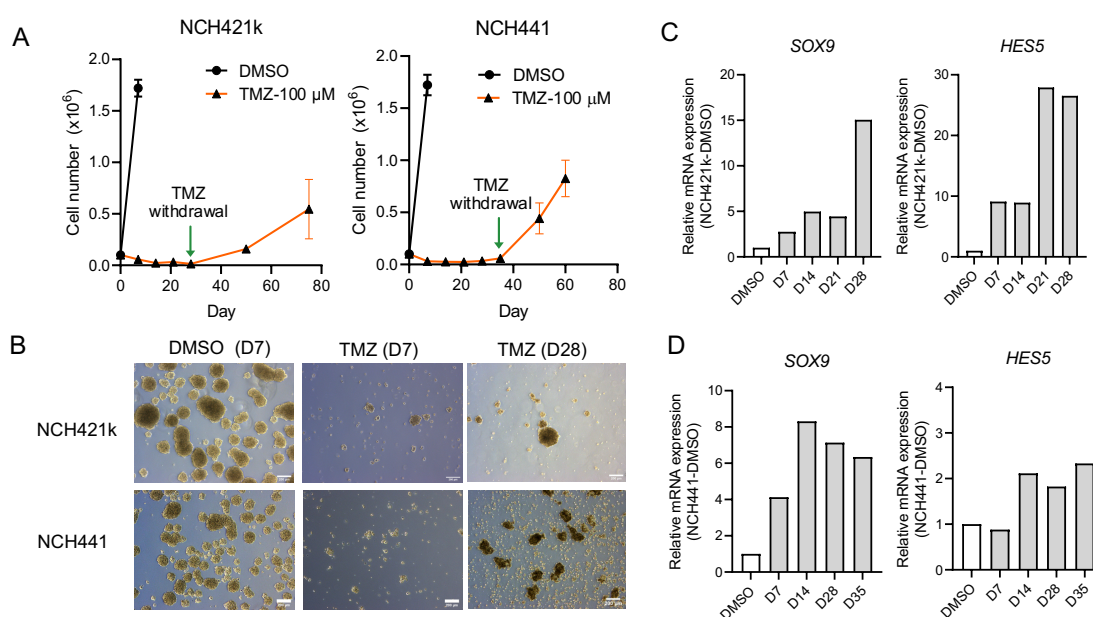 A
NCH421k
Cell number (x10⁶)
2.0
1.5
1.0
0.5
0.0
0
20
40
60
80
Day
DMSO
TMZ-100 μM
TMZ
withdrawal
NCH441
Cell number (x10⁶)
2.0
1.5
1.0
0.5
0.0
0
20
40
60
80
Day
DMSO
TMZ-100 μM
TMZ
withdrawal
B
DMSO (D7)
TMZ (D7)
TMZ (D28)
NCH421k
NCH441
C
SOX9
Relative mRNA expression
(NCH421k-DMSO)
20
15
10
5
0
DMSO
D7
D14
D21
D28
HES5
Relative mRNA expression
(NCH421k-DMSO)
30
20
10
0
DMSO
D7
D14
D21
D28
D
SOX9
Relative mRNA expression
(NCH441-DMSO)
10
8
6
4
2
0
DMSO
D7
D14
D28
D35
HES5
Relative mRNA expression
(NCH441-DMSO)
4
3
2
1
0
DMSO
D7
D14
D28
D35